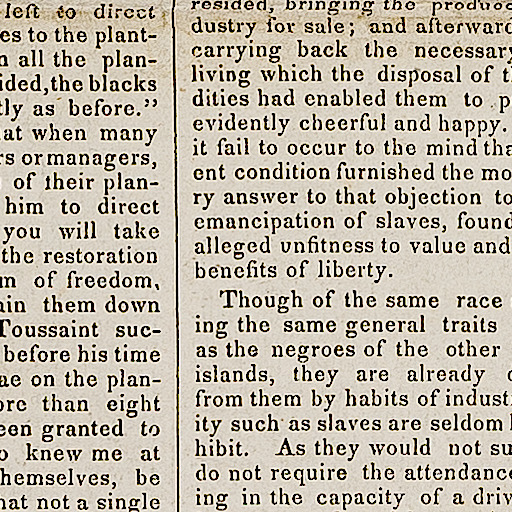 left to direct
es to the plant-
n all the plan-
ided, the blacks
tly as before."
at when many
rs or managers,
of their plan-
him to direct
you will take
the restoration
m of freedom,
ain them down
Toussaint suc-
before his time
ae on the plan-
ore than eight
een granted to
o knew me at
hemselves, be
hat not a single
resided, bringing the produc
dustry for sale; and afterward
carrying back the necessary
living which the disposal of t
dities had enabled them to p
evidently cheerful and happy.
it fail to occur to the mind tha
ent condition furnished the mo
ry answer to that objection to
emancipation of slaves, found
alleged unfitness to value and
benefits of liberty.
Though of the same race
ing the same general traits
as the negroes of the other
islands, they are already
from them by habits of indust
ity such as slaves are seldom
hibit. As they would not su
do not require the attendanc
ing in the capacity of a driv